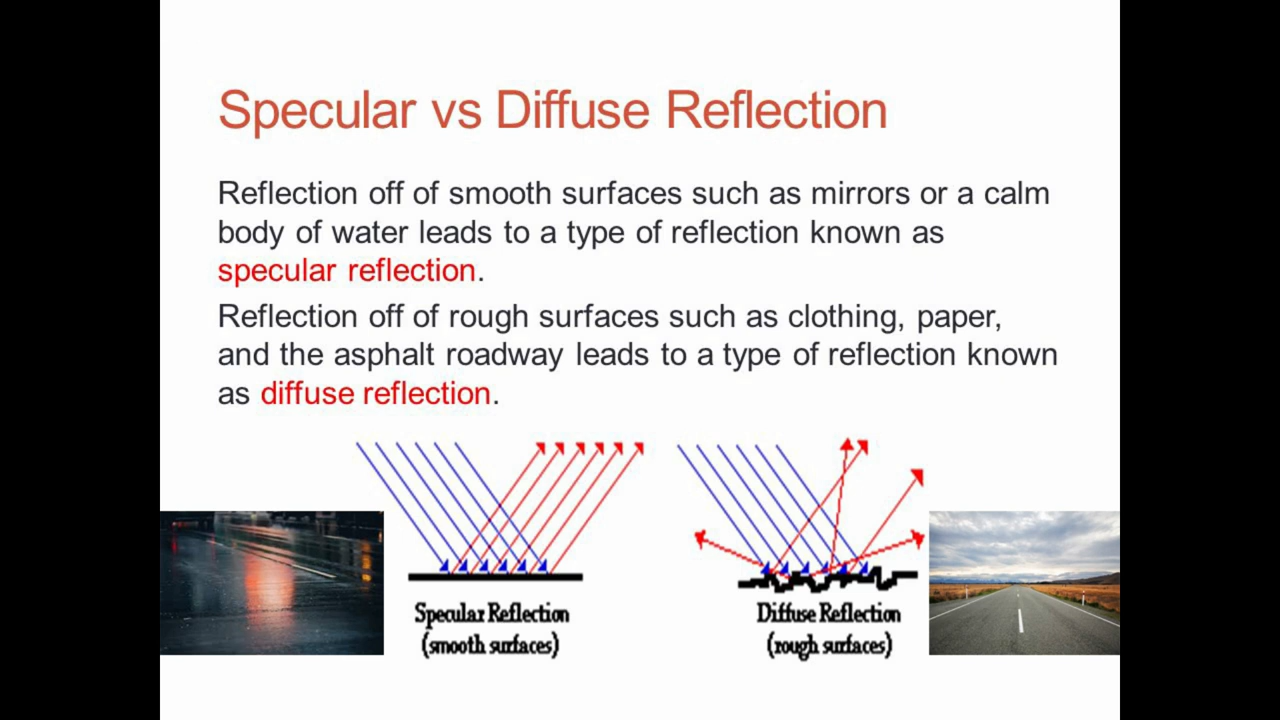 Specular vs Diffuse Reflection
Reflection off of smooth surfaces such as mirrors or a calm
body of water leads to a type of reflection known as
specular reflection.
Reflection off of rough surfaces such as clothing, paper,
and the asphalt roadway leads to a type of reflection known
as diffuse reflection.
Specular Reflection
(smooth surfaces)
Diffuse Reflection
(rough surfaces)